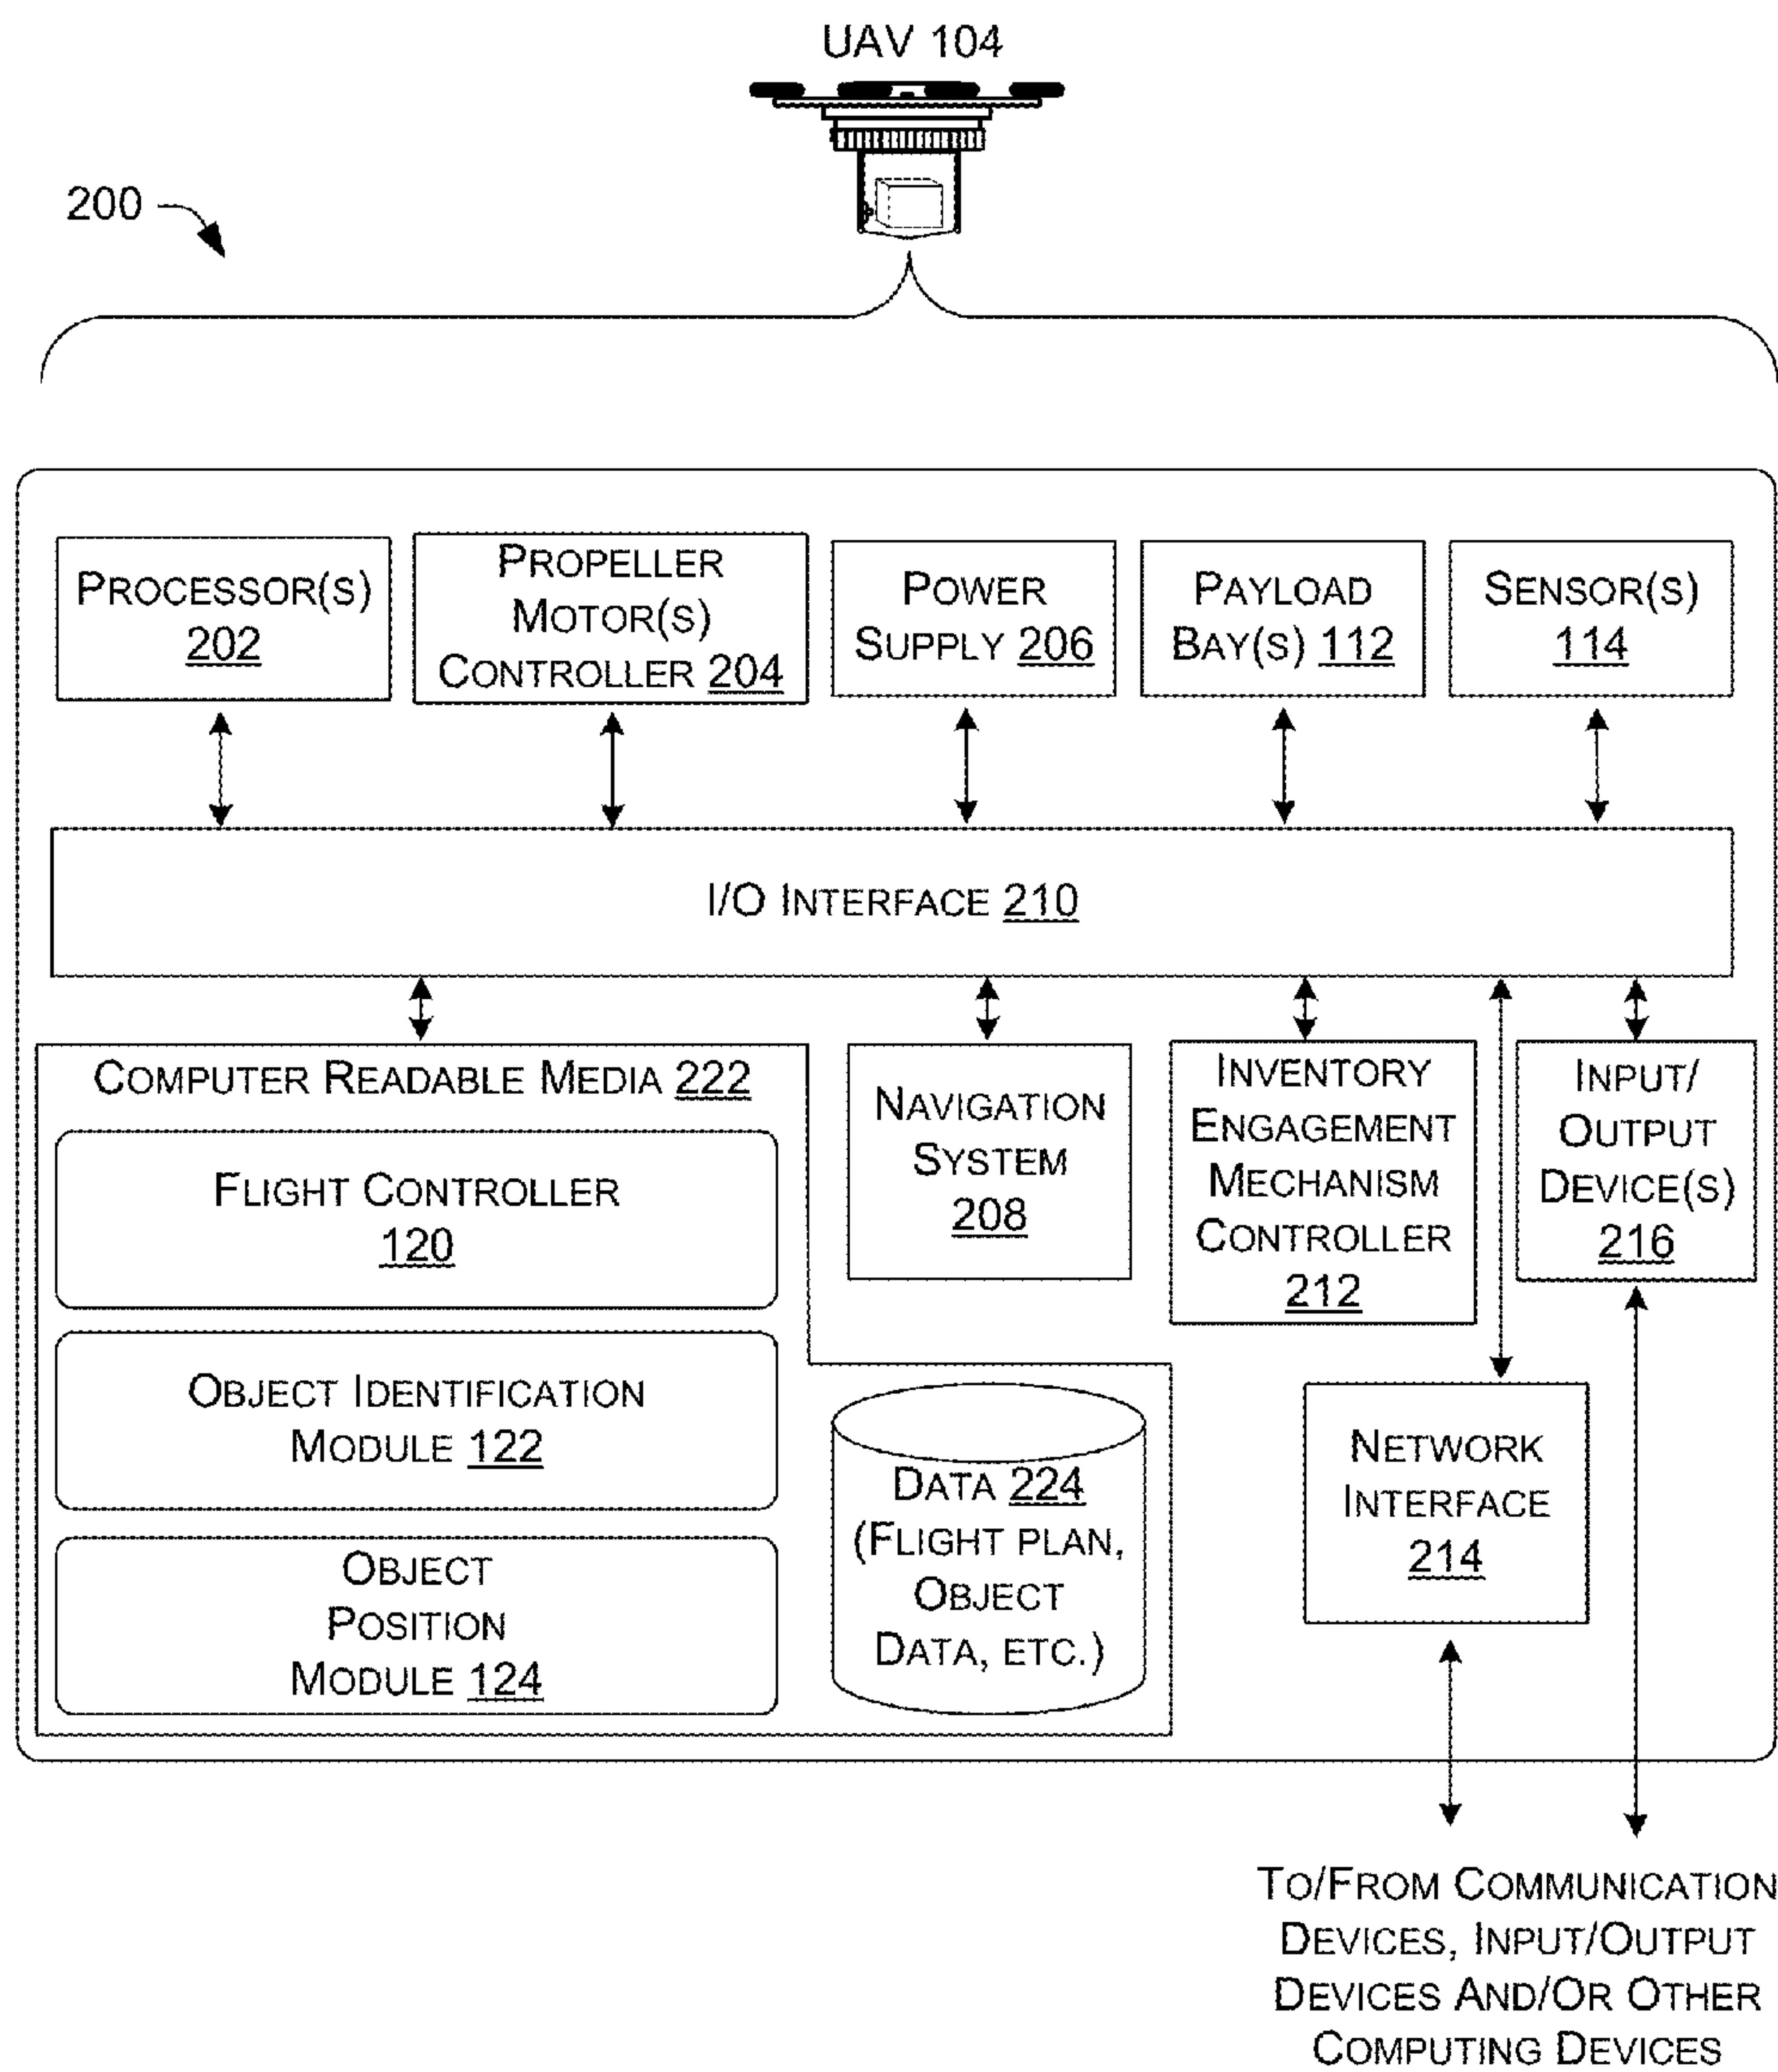 UAV 104
200
PROCESSOR(S)
202
PROPELLER
MOTOR(S)
CONTROLLER 204
POWER
SUPPLY 206
PAYLOAD
BAY(S) 112
SENSOR(S)
114
I/O INTERFACE 210
COMPUTER READABLE MEDIA 222
FLIGHT CONTROLLER
120
OBJECT IDENTIFICATION
MODULE 122
OBJECT
POSITION
MODULE 124
DATA 224
(FLIGHT PLAN,
OBJECT
DATA, ETC.)
NAVIGATION
SYSTEM
208
INVENTORY
ENGAGEMENT
MECHANISM
CONTROLLER
212
INPUT/
OUTPUT
DEVICE(S)
216
NETWORK
INTERFACE
214
TO/FROM COMMUNICATION
DEVICES, INPUT/OUTPUT
DEVICES AND/OR OTHER
COMPUTING DEVICES